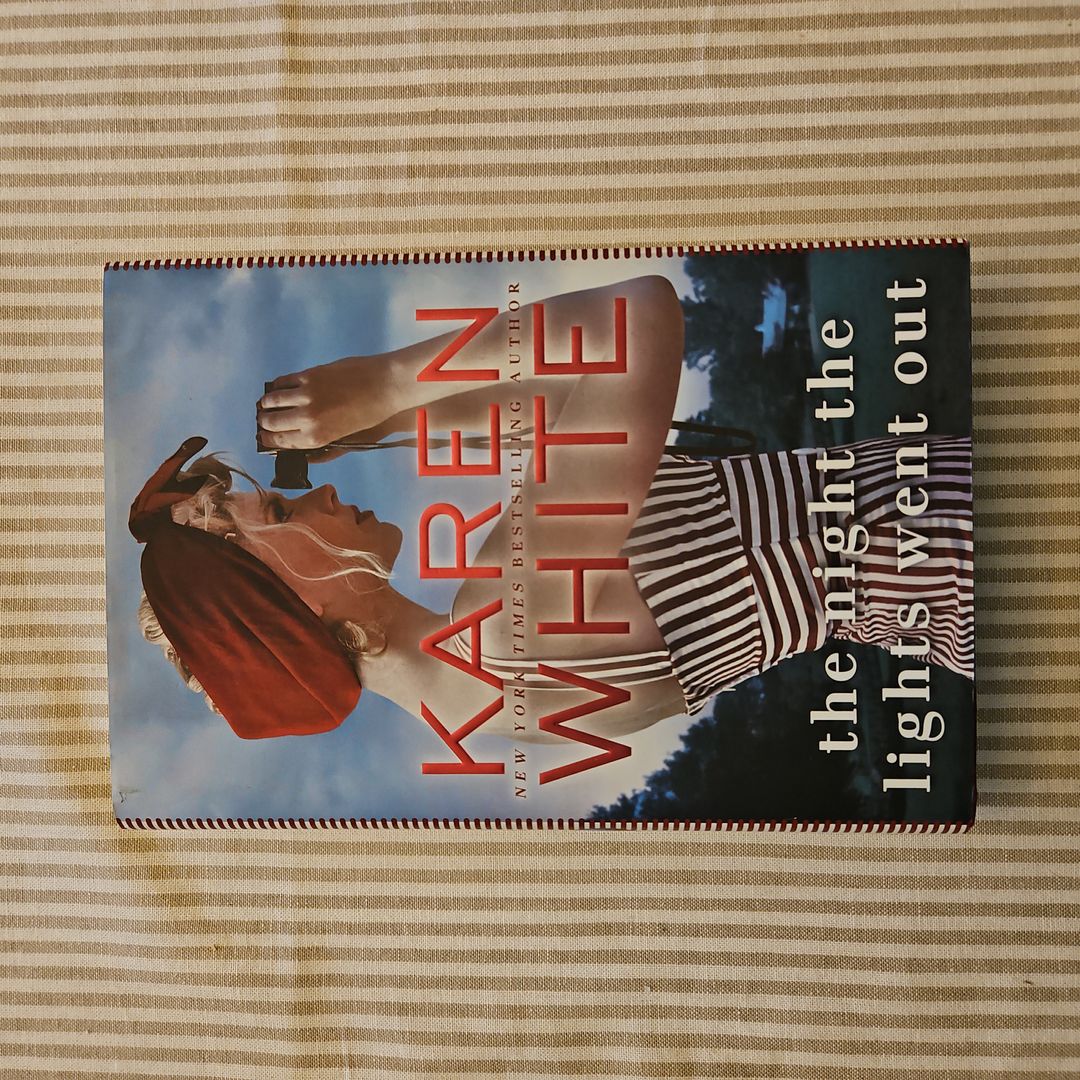 KAREN
NEW YORK TIMES BESTSELLING AUTHOR
WHITE
the night the
lights went out